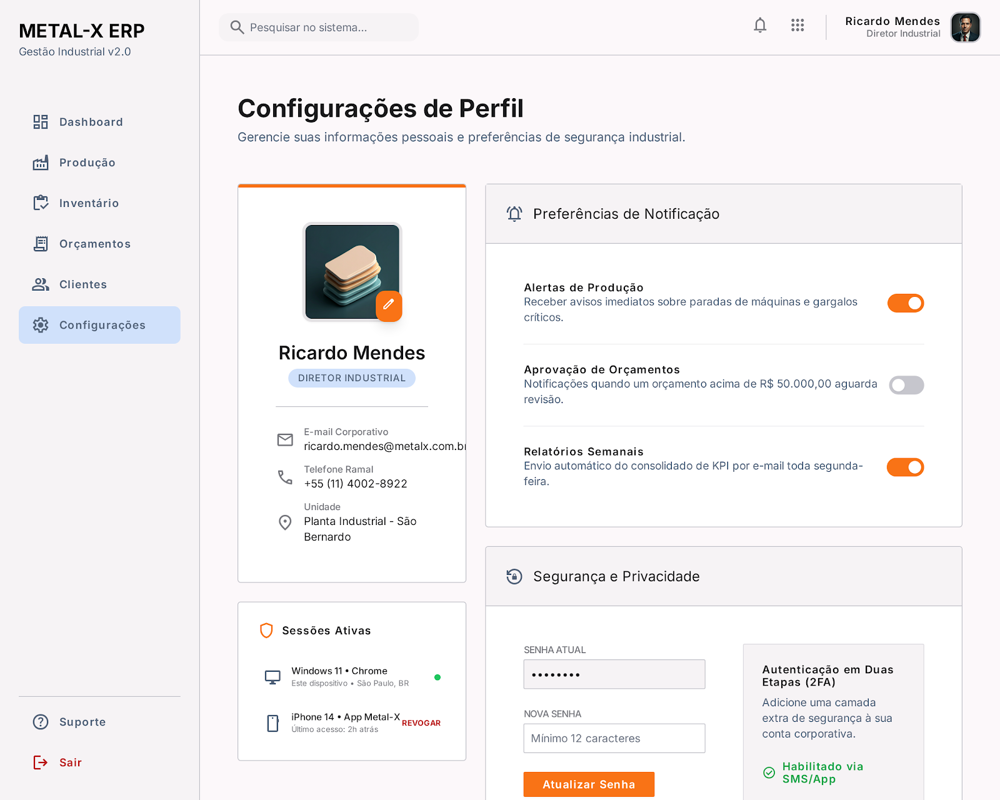 METAL-X ERP
Gestão Industrial v2.0
Dashboard
Produção
Inventário
Orçamentos
Clientes
Configurações
Suporte
Sair
Pesquisar no sistema...
Ricardo Mendes
Diretor Industrial
Configurações de Perfil
Gerencie suas informações pessoais e preferências de segurança industrial.
Ricardo Mendes
DIRETOR INDUSTRIAL
E-mail Corporativo
ricardo.mendes@metalx.com.br
Telefone Ramal
+55 (11) 4002-8922
Unidade
Planta Industrial - São
Bernardo
Sessões Ativas
Windows 11 • Chrome
Este dispositivo • São Paulo, BR
iPhone 14 • App Metal-X
Último acesso: 2h atrás
REVOGAR
Preferências de Notificação
Alertas de Produção
Receber avisos imediatos sobre paradas de máquinas e gargalos
críticos.
Aprovação de Orçamentos
Notificações quando um orçamento acima de R$ 50.000,00 aguarda
revisão.
Relatórios Semanais
Envio automático do consolidado de KPI por e-mail toda segunda-
feira.
Segurança e Privacidade
SENHA ATUAL
••••••••
NOVA SENHA
Mínimo 12 caracteres
Atualizar Senha
Autenticação em Duas
Etapas (2FA)
Adicione uma camada
extra de segurança à sua
conta corporativa.
Habilitado via
SMS/App